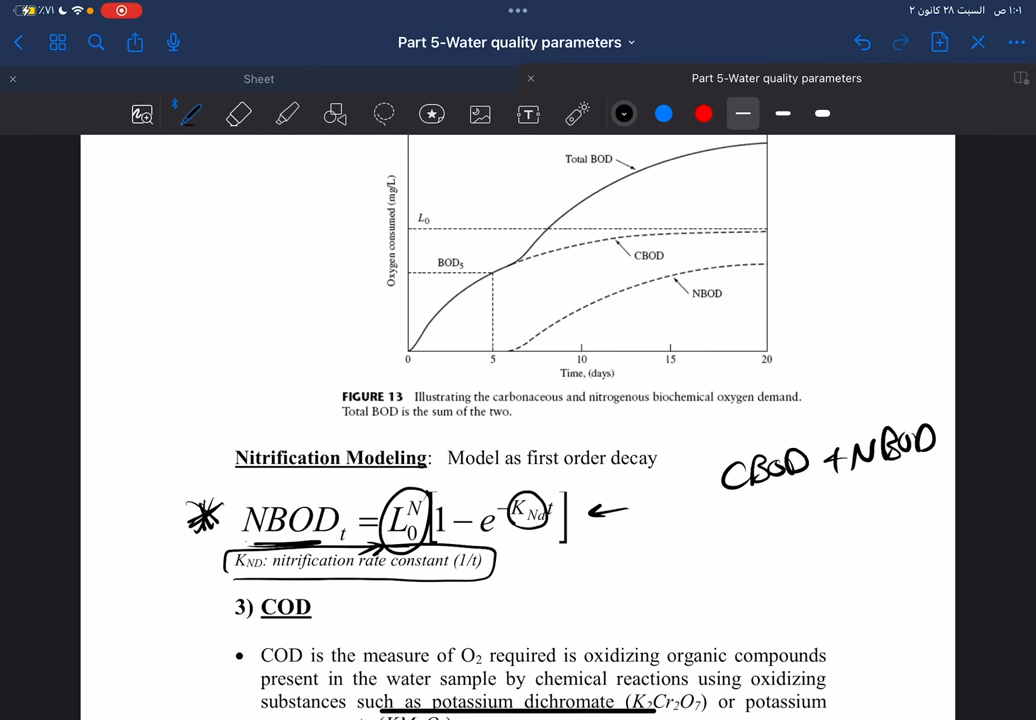 ٪٧١
١:٠١ ص السبت ٢٨ كانون ٢
Part 5-Water quality parameters
Sheet
Part 5-Water quality parameters
Total BOD
L₀
CBOD
BOD₅
NBOD
Oxygen consumed (mg/L)
0 5 10 15 20
Time, (days)
FIGURE 13 Illustrating the carbonaceous and nitrogenous biochemical oxygen demand.
Total BOD is the sum of the two.
CBOD + NBOD
Nitrification Modeling: Model as first order decay
NBODₜ = L₀ᴺ[1 − e^(−K_Nd t)]
K_ND: nitrification rate constant (1/t)
3) COD
• COD is the measure of O₂ required is oxidizing organic compounds
present in the water sample by chemical reactions using oxidizing
substances such as potassium dichromate (K₂Cr₂O₇) or potassium